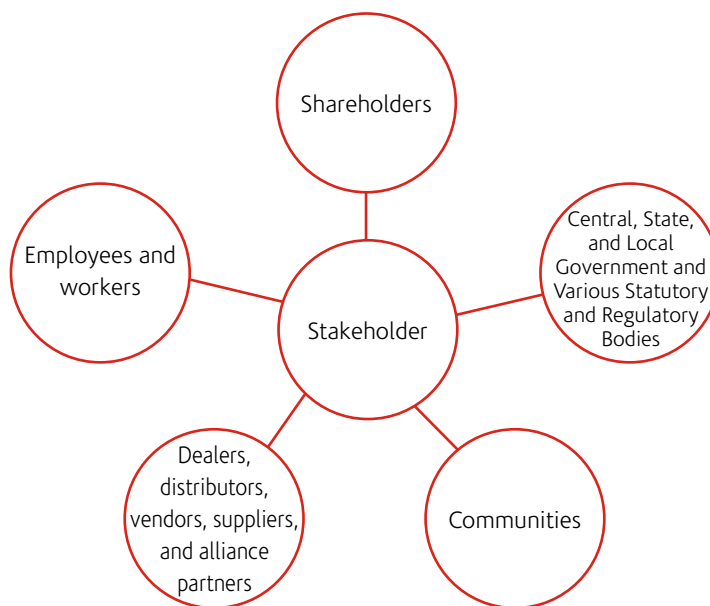 Shareholders
Employees and
workers
Central, State,
and Local
Government and
Various Statutory
and Regulatory
Bodies
Stakeholder
Dealers,
distributors,
vendors, suppliers,
and alliance
partners
Communities